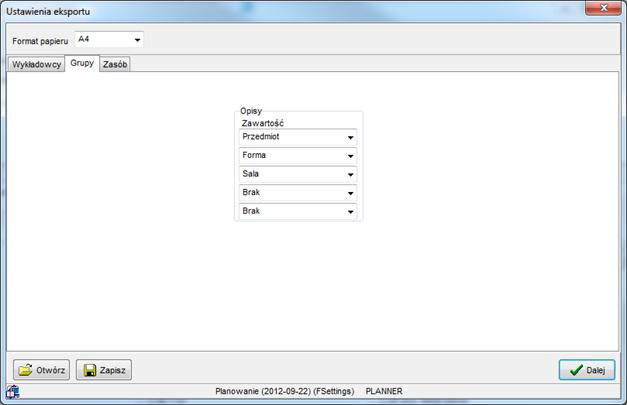 Ustawienia eksportu
Format papieru A4
Wykładowcy Grupy Zasób
Opisy
Zawartość
Przedmiot
Forma
Sala
Brak
Brak
Otwórz Zapisz Dalej
Planowanie (2012-09-22) (FSettings) PLANNER